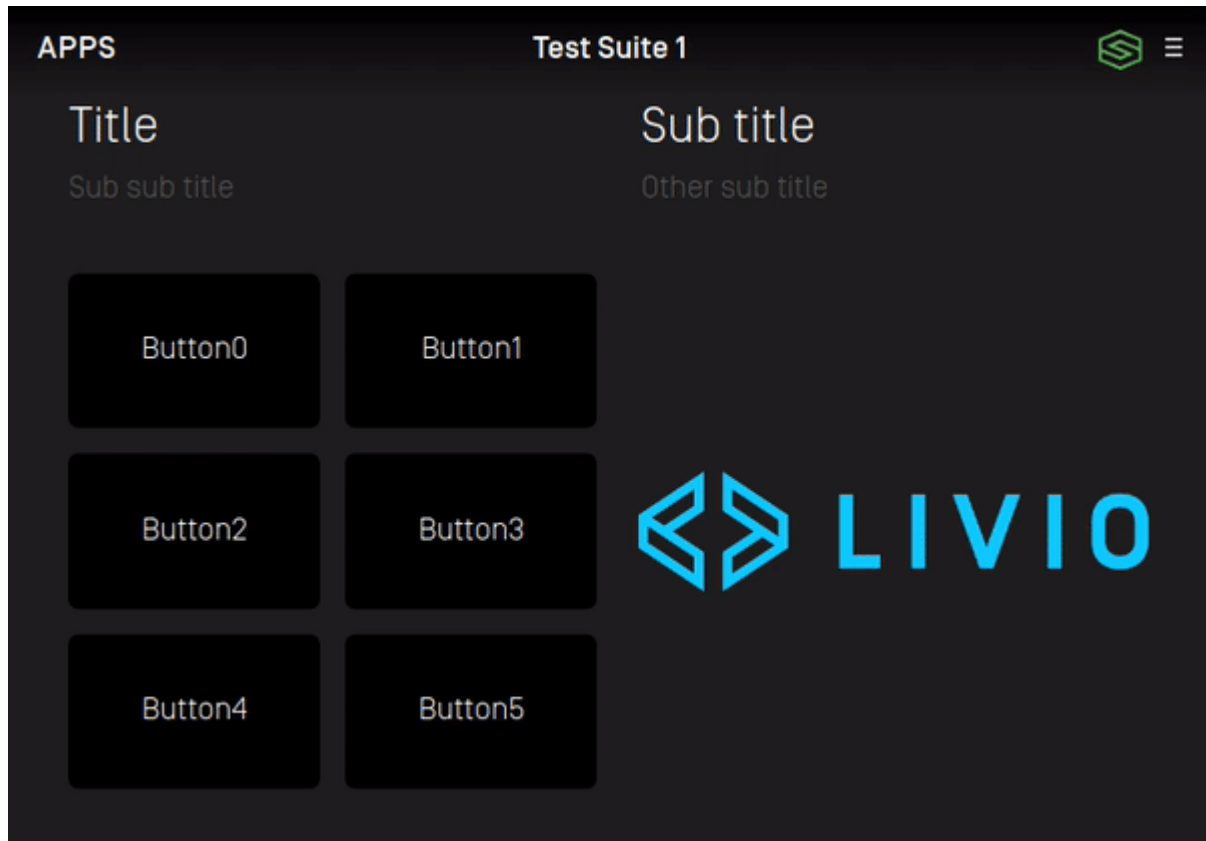 APPS Test Suite 1
Title Sub title
Sub sub title Other sub title
Button0 Button1
Button2 Button3
LIVIO
Button4 Button5